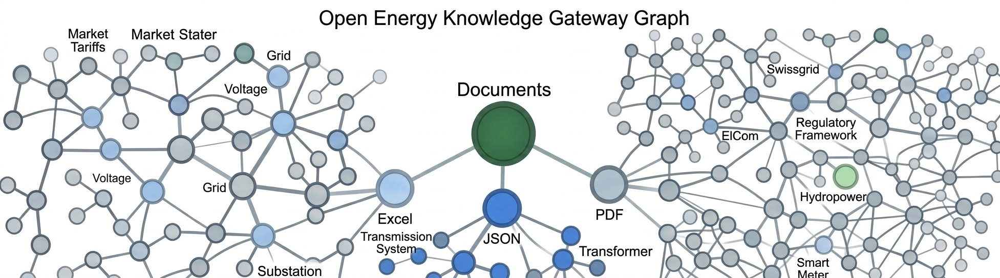 Open Energy Knowledge Gateway Graph
Market
Tariffs
Market Stater
Grid
Voltage
Documents
Swissgrid
Regulatory
Framework
ElCom
Voltage
Grid
Hydropower
Excel
PDF
JSON
Transmission
System
Transformer
Substation
Smart
Meter